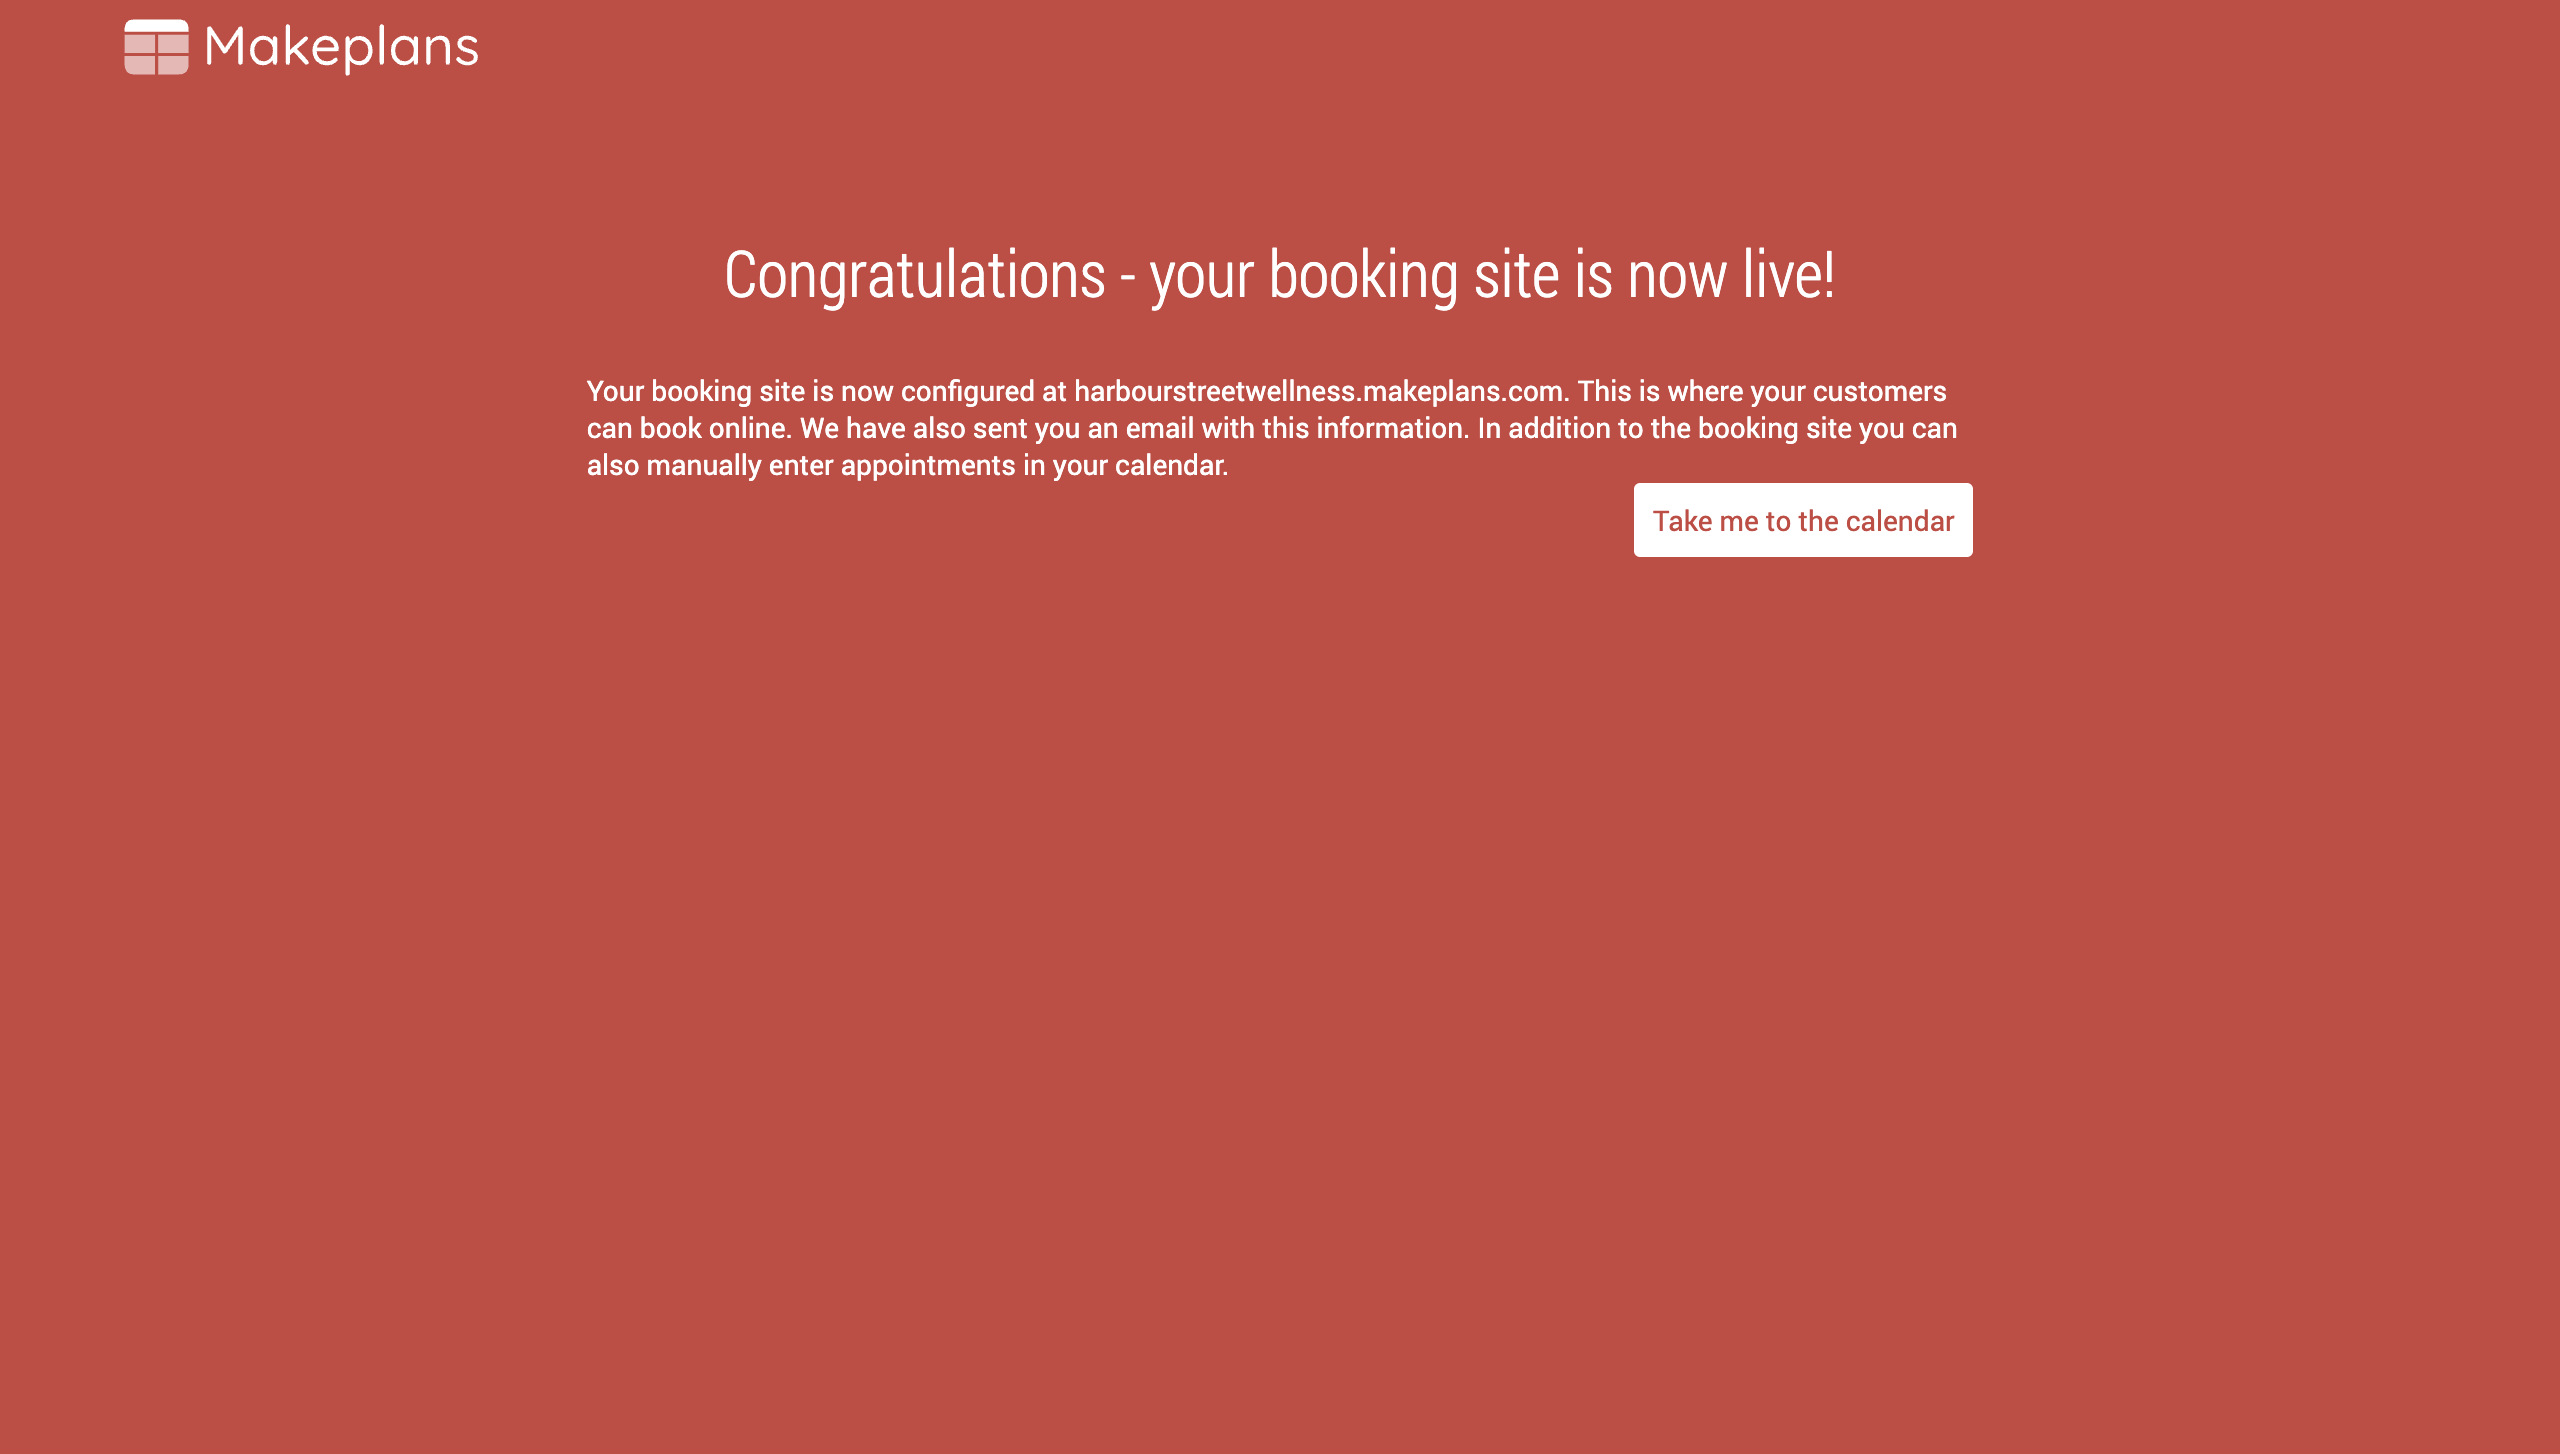 Makeplans
Congratulations - your booking site is now live!
Your booking site is now configured at harbourstreetwellness.makeplans.com. This is where your customers
can book online. We have also sent you an email with this information. In addition to the booking site you can
also manually enter appointments in your calendar.
Take me to the calendar